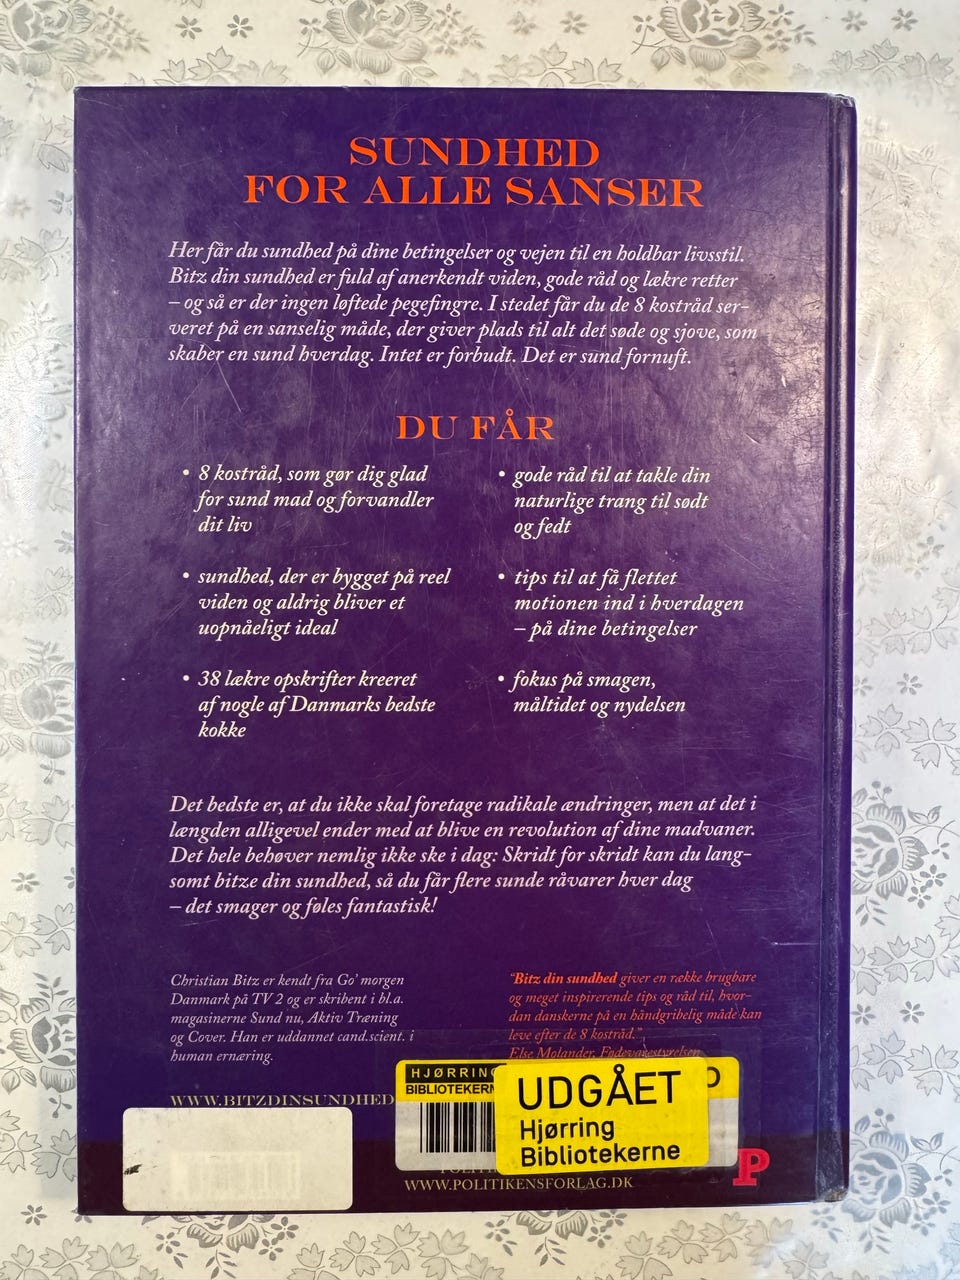 SUNDHED
FOR ALLE SANSER
Her får du sundhed på dine betingelser og vejen til en holdbar livsstil.
Bitz din sundhed er fuld af anerkendt viden, gode råd og lækre retter
– og så er der ingen løftede pegefingre. I stedet får du de 8 kostråd ser-
veret på en sanselig måde, der giver plads til alt det søde og sjove, som
skaber en sund hverdag. Intet er forbudt. Det er sund fornuft.
DU FÅR
• 8 kostråd, som gør dig glad
for sund mad og forvandler
dit liv
• sundhed, der er bygget på reel
viden og aldrig bliver et
uopnåeligt ideal
• 38 lækre opskrifter kreeret
af nogle af Danmarks bedste
kokke
• gode råd til at takle din
naturlige trang til sødt
og fedt
• tips til at få flettet
motionen ind i hverdagen
– på dine betingelser
• fokus på smagen,
måltidet og nydelsen
Det bedste er, at du ikke skal foretage radikale ændringer, men at det i
længden alligevel ender med at blive en revolution af dine madvaner.
Det hele behøver nemlig ikke ske i dag: Skridt for skridt kan du lang-
somt bitze din sundhed, så du får flere sunde råvarer hver dag
– det smager og føles fantastisk!
Christian Bitz er kendt fra Go' morgen
Danmark på TV 2 og er skribent i bl.a.
magasinerne Sund nu, Aktiv Træning
og Cover. Han er uddannet cand.scient. i
human ernæring.
"Bitz din sundhed giver en række brugbare
og meget inspirerende tips og råd til, hvor-
dan danskerne på en håndgribelig måde kan
leve efter de 8 kostråd."
Else Molander, Fødevarestyrelsen
WWW.BITZDINSUNDHED
HJØRRING
BIBLIOTEKERN
UDGÅET
Hjørring
Bibliotekerne
WWW.POLITIKENSFORLAG.DK
P